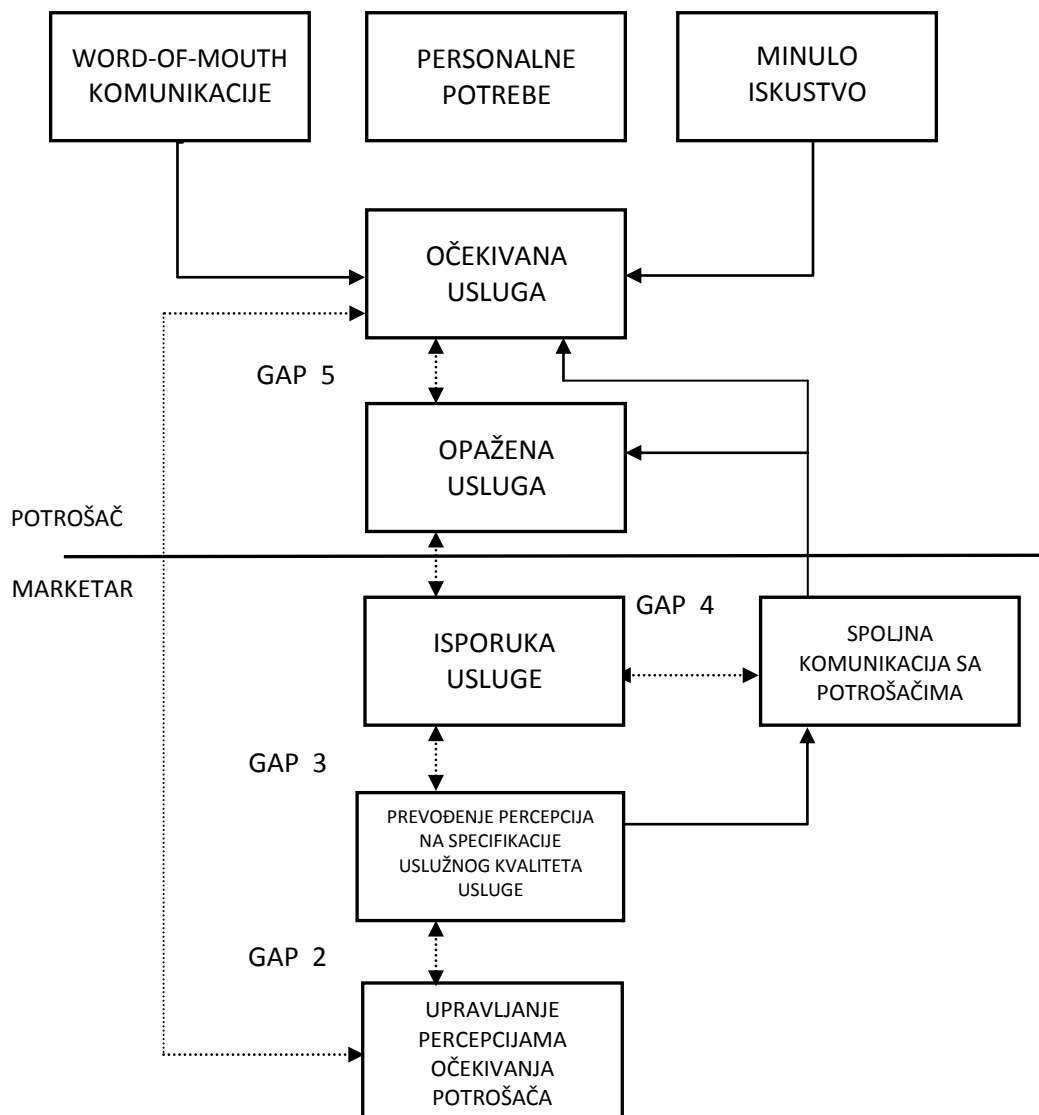 WORD-OF-MOUTH
KOMUNIKACIJE
PERSONALNE
POTREBE
MINULO
ISKUSTVO
OČEKIVANA
USLUGA
GAP 5
OPAŽENA
USLUGA
POTROŠAČ
MARKETAR
ISPORUKA
USLUGE
GAP 4
SPOLJNA
KOMUNIKACIJA SA
POTROŠAČIMA
GAP 3
PREVOĐENJE PERCEPCIJA
NA SPECIFIKACIJE
USLUŽNOG KVALITETA
USLUGE
GAP 2
UPRAVLJANJE
PERCEPCIJAMA
OČEKIVANJA
POTROŠAČA